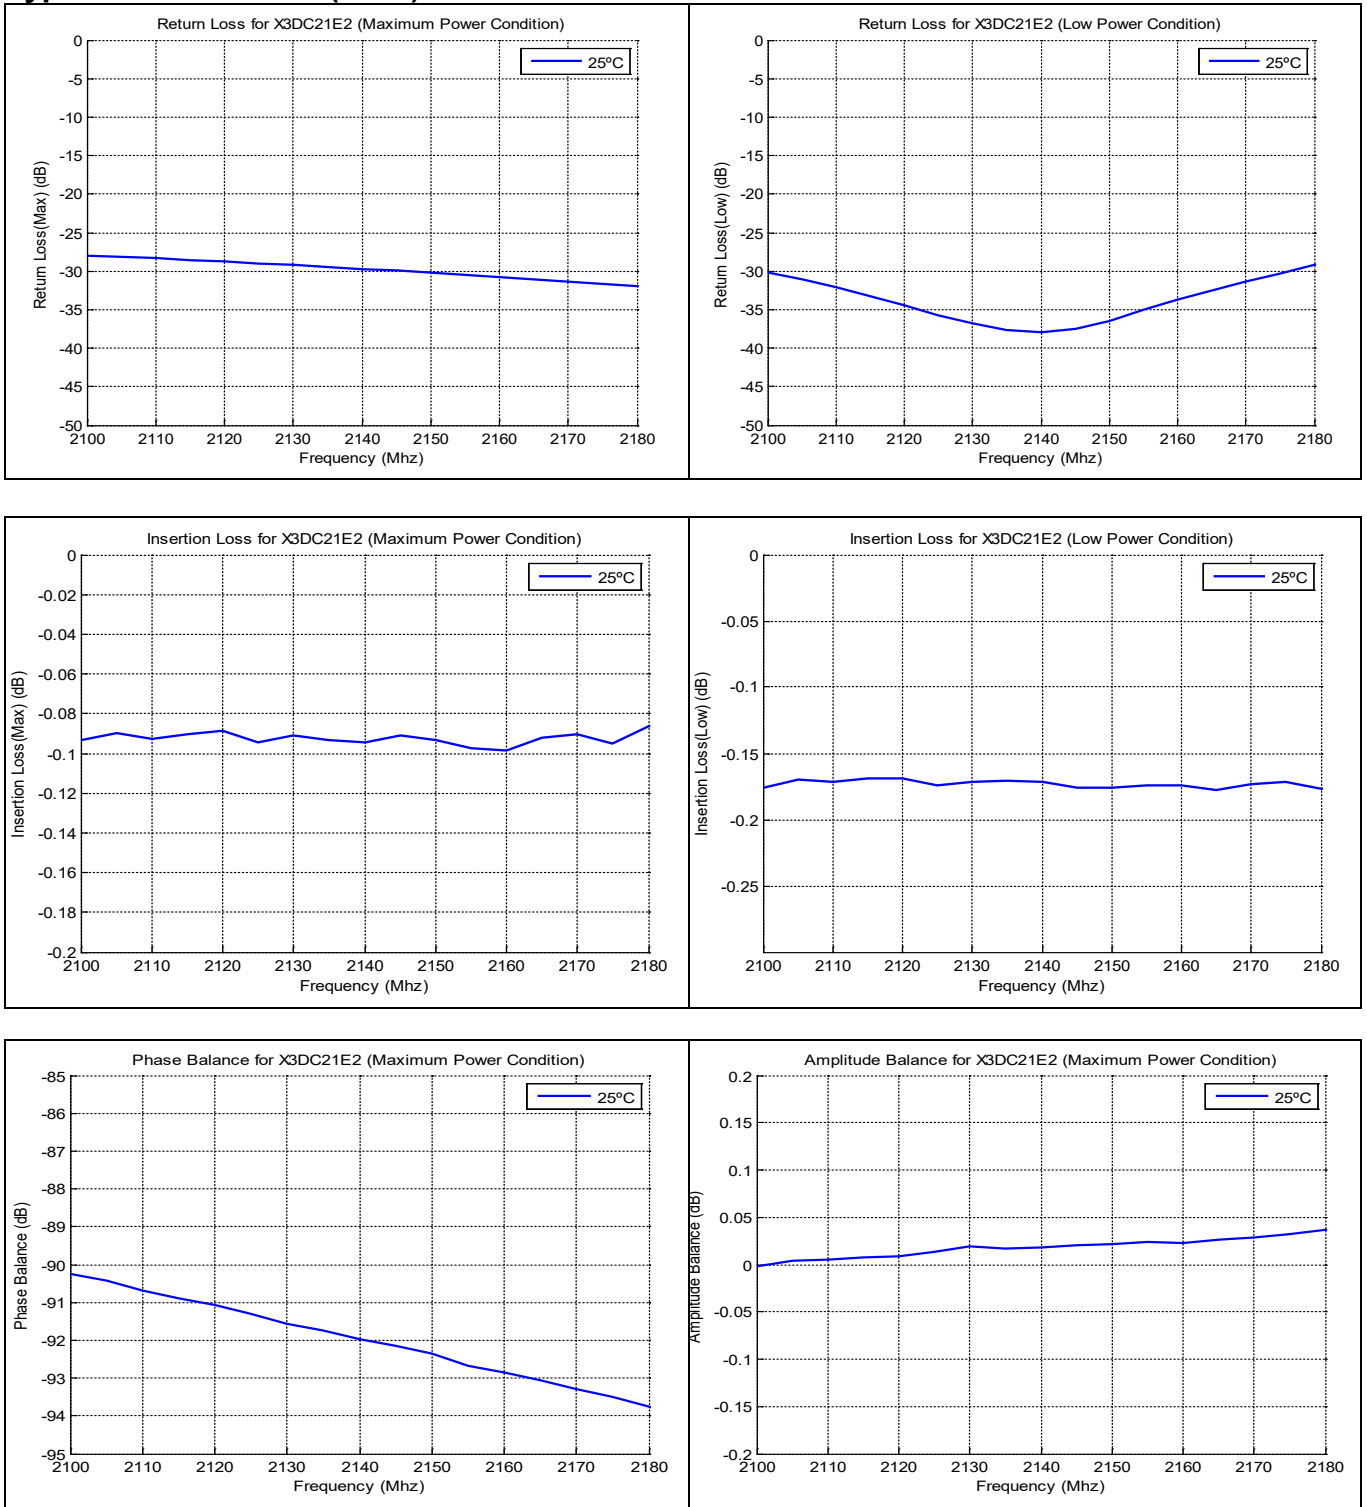 Return Loss for X3DC21E2 (Maximum Power Condition)
25ºC
0
-5
-10
-15
-20
-25
-30
-35
-40
-45
-50
Return Loss(Max) (dB)
2100 2110 2120 2130 2140 2150 2160 2170 2180
Frequency (Mhz)
Return Loss for X3DC21E2 (Low Power Condition)
25ºC
0
-5
-10
-15
-20
-25
-30
-35
-40
-45
-50
Return Loss(Low) (dB)
2100 2110 2120 2130 2140 2150 2160 2170 2180
Frequency (Mhz)
Insertion Loss for X3DC21E2 (Maximum Power Condition)
25ºC
0
-0.02
-0.04
-0.06
-0.08
-0.1
-0.12
-0.14
-0.16
-0.18
-0.2
Insertion Loss(Max) (dB)
2100 2110 2120 2130 2140 2150 2160 2170 2180
Frequency (Mhz)
Insertion Loss for X3DC21E2 (Low Power Condition)
25ºC
0
-0.05
-0.1
-0.15
-0.2
-0.25
Insertion Loss(Low) (dB)
2100 2110 2120 2130 2140 2150 2160 2170 2180
Frequency (Mhz)
Phase Balance for X3DC21E2 (Maximum Power Condition)
25ºC
-85
-86
-87
-88
-89
-90
-91
-92
-93
-94
-95
Phase Balance (dB)
2100 2110 2120 2130 2140 2150 2160 2170 2180
Frequency (Mhz)
Amplitude Balance for X3DC21E2 (Maximum Power Condition)
25ºC
0.2
0.15
0.1
0.05
0
-0.05
-0.1
-0.15
-0.2
Amplitude Balance (dB)
2100 2110 2120 2130 2140 2150 2160 2170 2180
Frequency (Mhz)